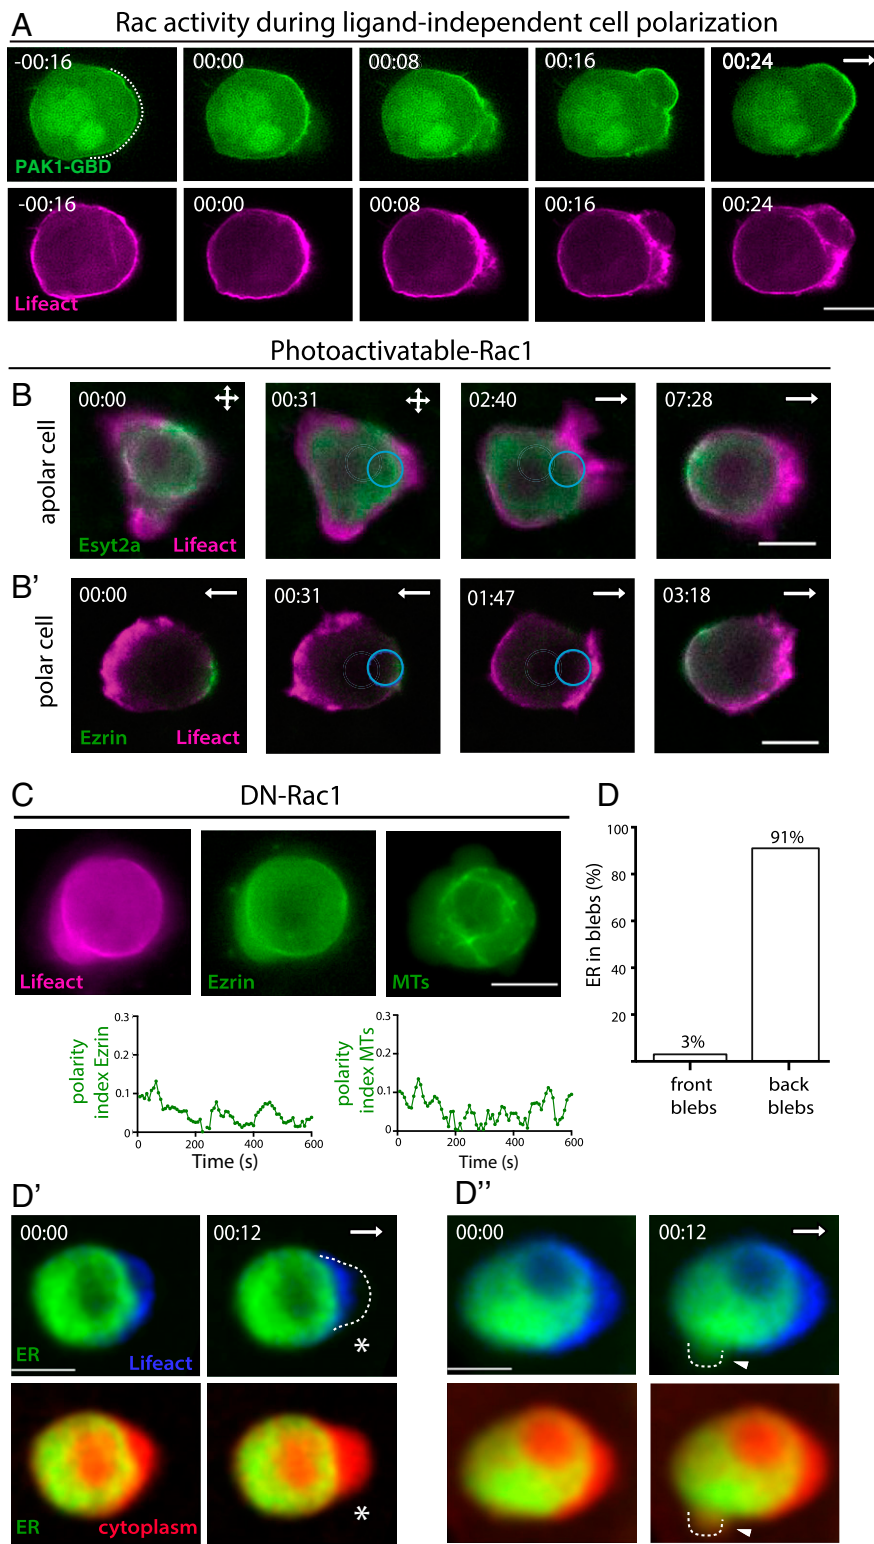 A
Rac activity during ligand-independent cell polarization
-00:16
00:00
00:08
00:16
00:24
PAK1-GBD
-00:16
00:00
00:08
00:16
00:24
Lifeact
Photoactivatable-Rac1
B
apolar cell
00:00
00:31
02:40
07:28
Esyt2a Lifeact
B'
polar cell
00:00
00:31
01:47
03:18
Ezrin Lifeact
C
DN-Rac1
Lifeact
Ezrin
MTs
polarity
index Ezrin
0.3
0.2
0.1
0
0 200 400 600
Time (s)
polarity
index MTs
0.3
0.2
0.1
0
0 200 400 600
Time (s)
D
ER in blebs (%)
100
80
60
40
20
3%
91%
front
blebs
back
blebs
D'
00:00
00:12
ER Lifeact
*
ER cytoplasm
*
D''
00:00
00:12